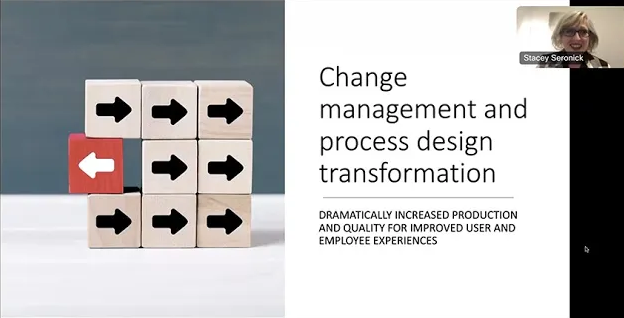 Stacey Seronick
Change
management and
process design
transformation
DRAMATICALLY INCREASED PRODUCTION
AND QUALITY FOR IMPROVED USER AND
EMPLOYEE EXPERIENCES